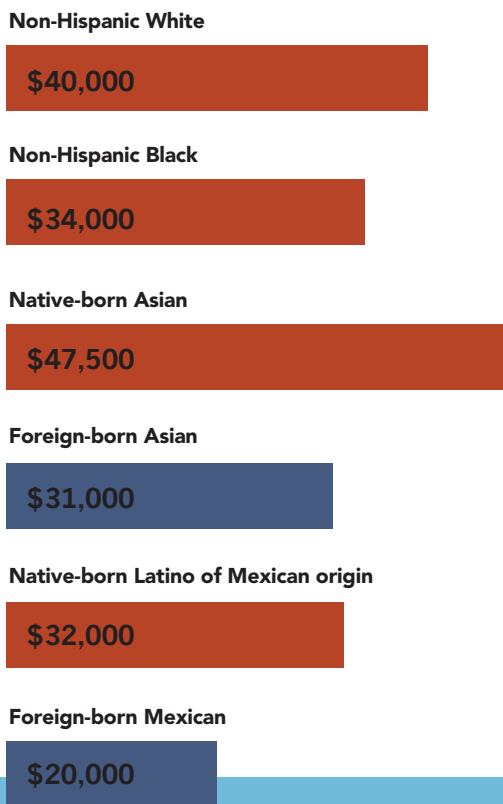 Non-Hispanic White
$40,000
Non-Hispanic Black
$34,000
Native-born Asian
$47,500
Foreign-born Asian
$31,000
Native-born Latino of Mexican origin
$32,000
Foreign-born Mexican
$20,000